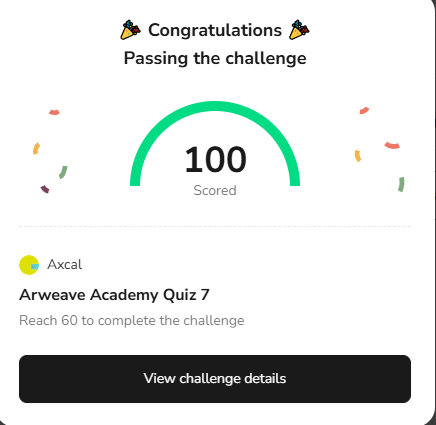 🎉 Congratulations 🎉
Passing the challenge
100
Scored
Axcal
Arweave Academy Quiz 7
Reach 60 to complete the challenge
View challenge details